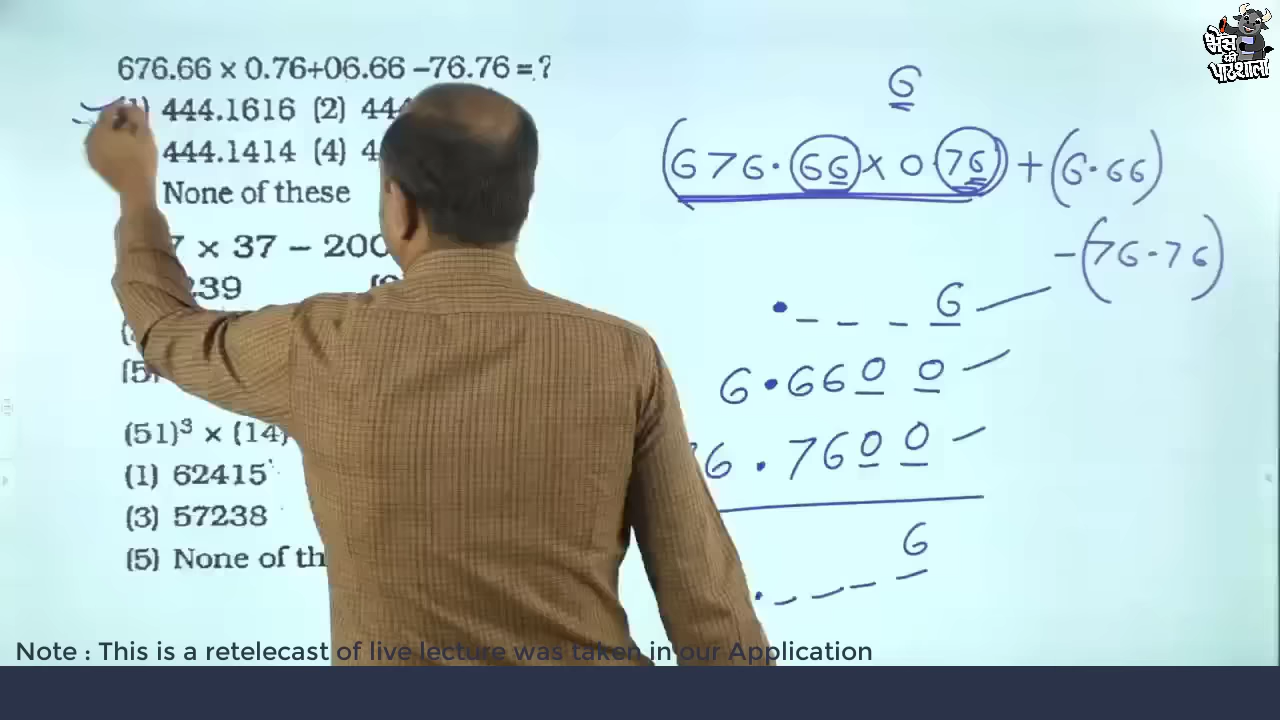 भैंस की पाठशाला
676.66 × 0.76+06.66 –76.76 = ?
444.1616 (2)
444.1414 (4)
None of these
7 × 37 – 200
239
(5)
(51)³ × (14)
(1) 62415
(3) 57238
(5) None of th
6
(676.66 × 0 76) + (6.66)
– (76.76)
. _ _ _ 6
6.6600
6.7600
. _ _ _ 6
Note : This is a retelecast of live lecture was taken in our Application